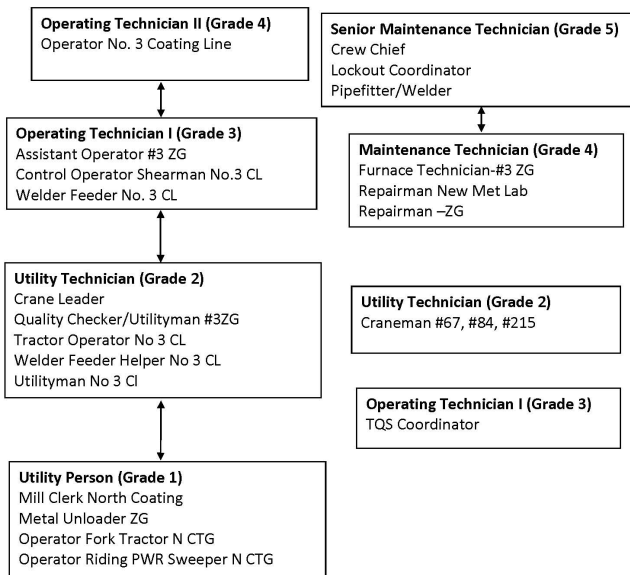 Operating Technician II (Grade 4)
Operator No. 3 Coating Line
Operating Technician I (Grade 3)
Assistant Operator #3 ZG
Control Operator Shearman No.3 CL
Welder Feeder No. 3 CL
Utility Technician (Grade 2)
Crane Leader
Quality Checker/Utilityman #3ZG
Tractor Operator No 3 CL
Welder Feeder Helper No 3 CL
Utilityman No 3 Cl
Utility Person (Grade 1)
Mill Clerk North Coating
Metal Unloader ZG
Operator Fork Tractor N CTG
Operator Riding PWR Sweeper N CTG
Senior Maintenance Technician (Grade 5)
Crew Chief
Lockout Coordinator
Pipefitter/Welder
Maintenance Technician (Grade 4)
Furnace Technician-#3 ZG
Repairman New Met Lab
Repairman –ZG
Utility Technician (Grade 2)
Craneman #67, #84, #215
Operating Technician I (Grade 3)
TQS Coordinator